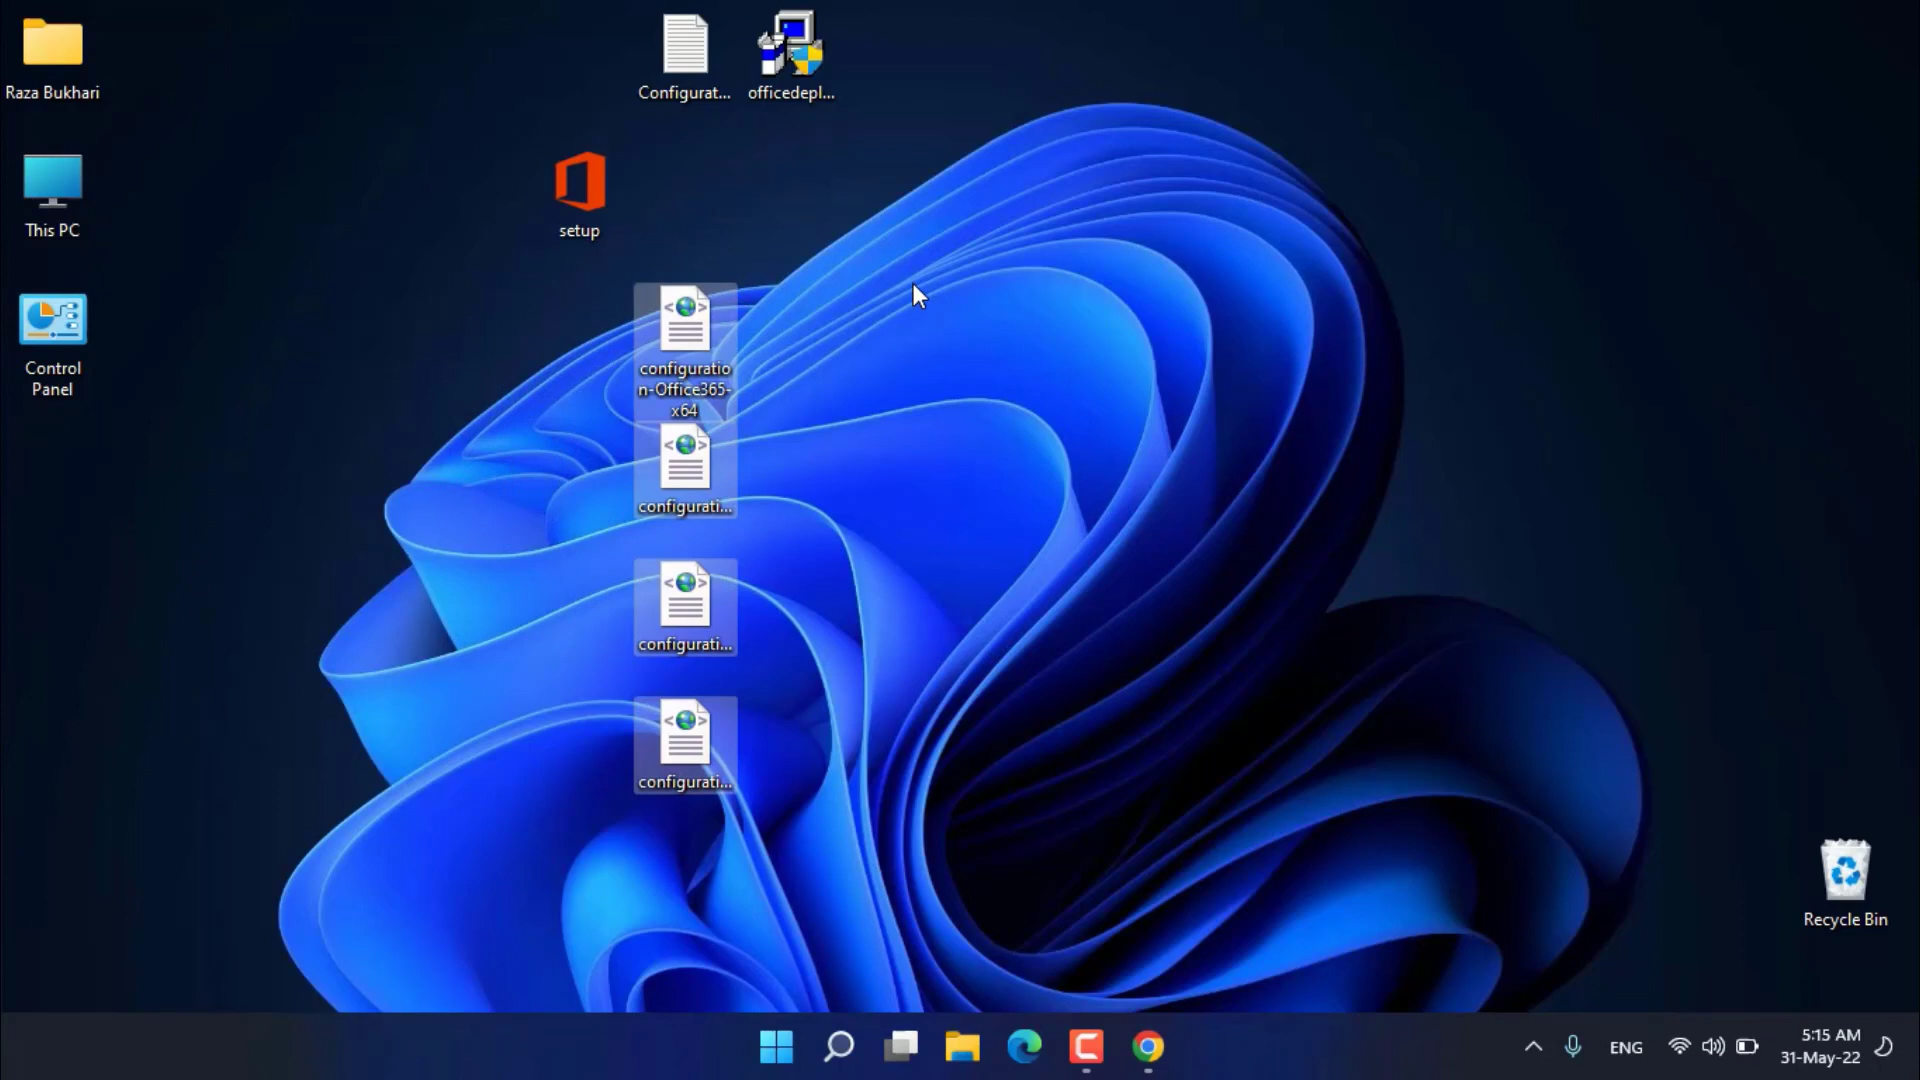 Raza Bukhari
Configurat...
officedepl...
This PC
setup
Control
Panel
configuratio
n-Office365-
x64
configurati...
configurati...
configurati...
Recycle Bin
ENG
5:15 AM
31-May-22